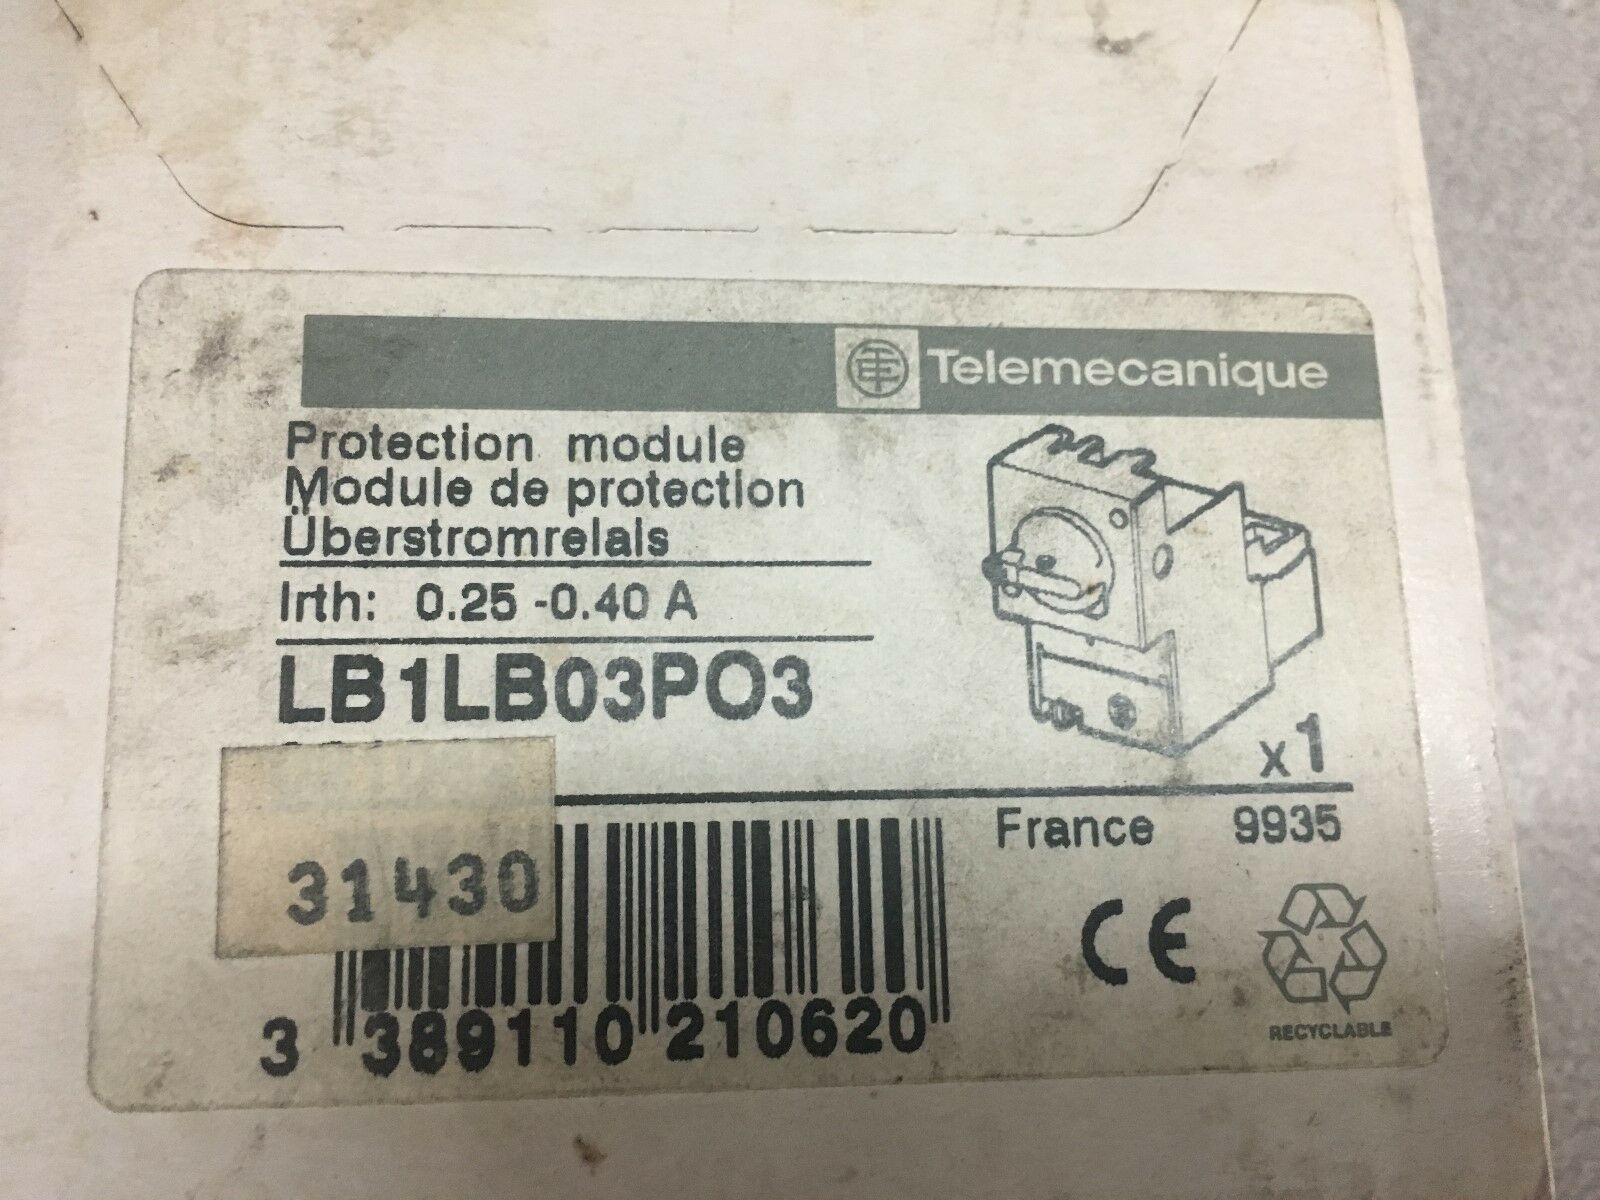 Telemecanique
Protection module
Module de protection
Überstromrelais
Irth: 0.25 -0.40 A
LB1LB03PO3
x1
France 9935
31430
CE
3 389110 210620
RECYCLABLE